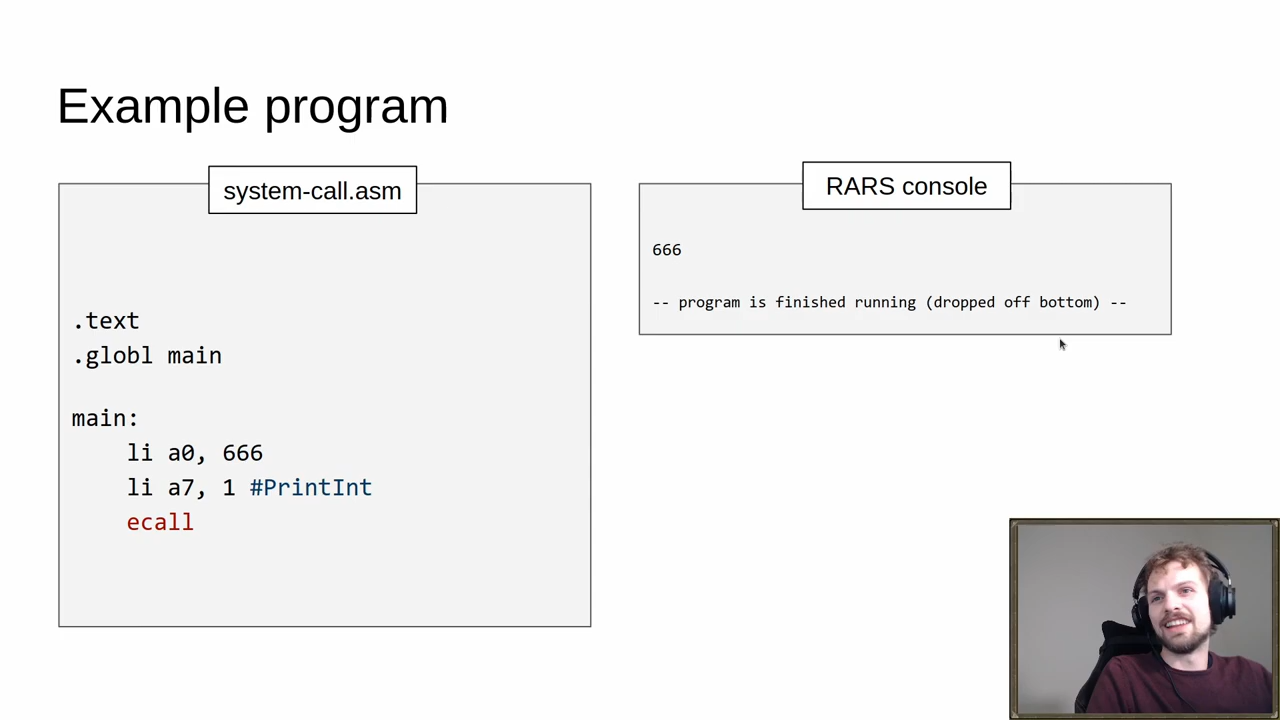 Example program
system-call.asm
.text
.globl main
main:
    li a0, 666
    li a7, 1 #PrintInt
    ecall
RARS console
666
-- program is finished running (dropped off bottom) --